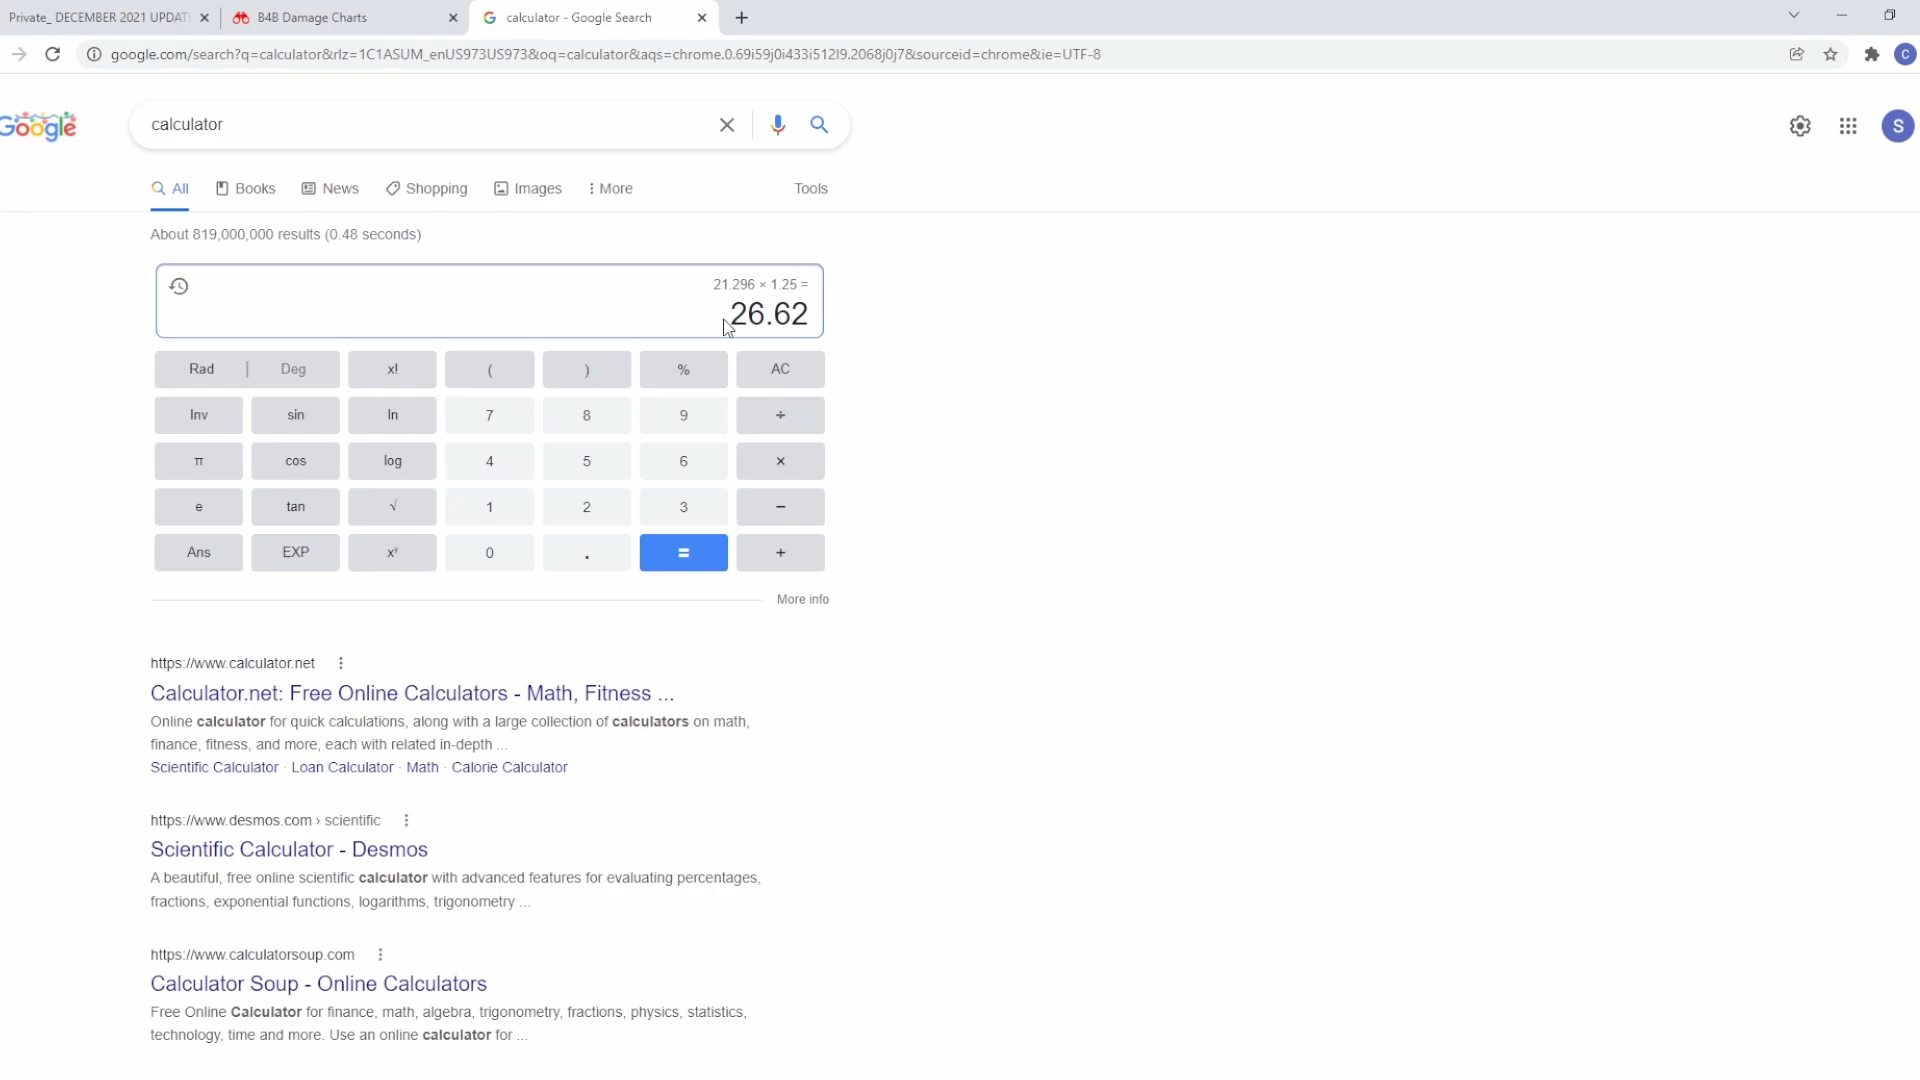 Private_ DECEMBER 2021 UPDAT
B4B Damage Charts
calculator - Google Search
google.com/search?q=calculator&rlz=1C1ASUM_enUS973US973&oq=calculator&aqs=chrome.0.69i59j0i433i512l9.2068j0j7&sourceid=chrome&ie=UTF-8
C
Google
calculator
S
All
Books
News
Shopping
Images
More
Tools
About 819,000,000 results (0.48 seconds)
21.296 × 1.25 =
26.62
Rad | Deg x! ( ) % AC
Inv sin ln 7 8 9 ÷
π cos log 4 5 6 ×
e tan √ 1 2 3 −
Ans EXP xʸ 0 . = +
More info
https://www.calculator.net
Calculator.net: Free Online Calculators - Math, Fitness ...
Online calculator for quick calculations, along with a large collection of calculators on math,
finance, fitness, and more, each with related in-depth ...
Scientific Calculator · Loan Calculator · Math · Calorie Calculator
https://www.desmos.com › scientific
Scientific Calculator - Desmos
A beautiful, free online scientific calculator with advanced features for evaluating percentages,
fractions, exponential functions, logarithms, trigonometry ...
https://www.calculatorsoup.com
Calculator Soup - Online Calculators
Free Online Calculator for finance, math, algebra, trigonometry, fractions, physics, statistics,
technology, time and more. Use an online calculator for ...